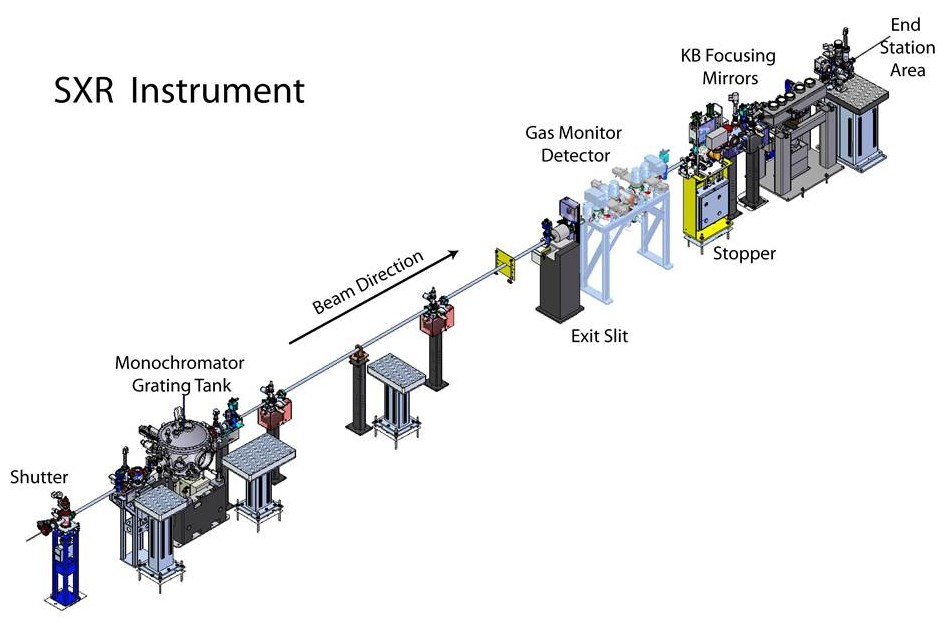 SXR Instrument
End
Station
Area
KB Focusing
Mirrors
Gas Monitor
Detector
Stopper
Beam Direction
Exit Slit
Monochromator
Grating Tank
Shutter